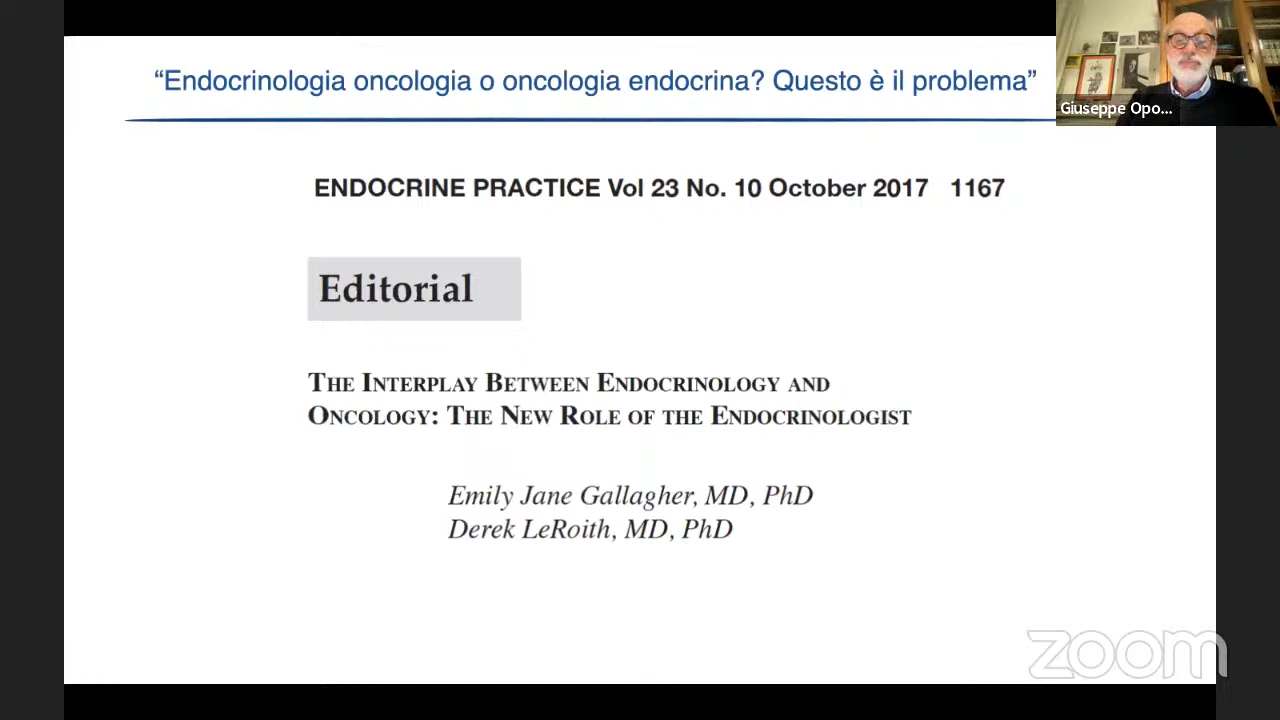 “Endocrinologia oncologia o oncologia endocrina? Questo è il problema”
Giuseppe Opo...
ENDOCRINE PRACTICE Vol 23 No. 10 October 2017 1167
Editorial
THE INTERPLAY BETWEEN ENDOCRINOLOGY AND
ONCOLOGY: THE NEW ROLE OF THE ENDOCRINOLOGIST
Emily Jane Gallagher, MD, PhD
Derek LeRoith, MD, PhD
zoom